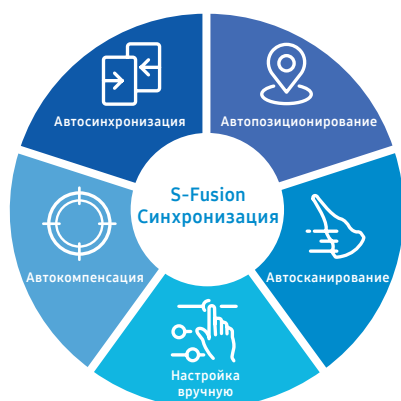 Автосинхронизация
Автопозиционирование
S-Fusion
Синхронизация
Автокомпенсация
Автосканирование
Настройка
вручную